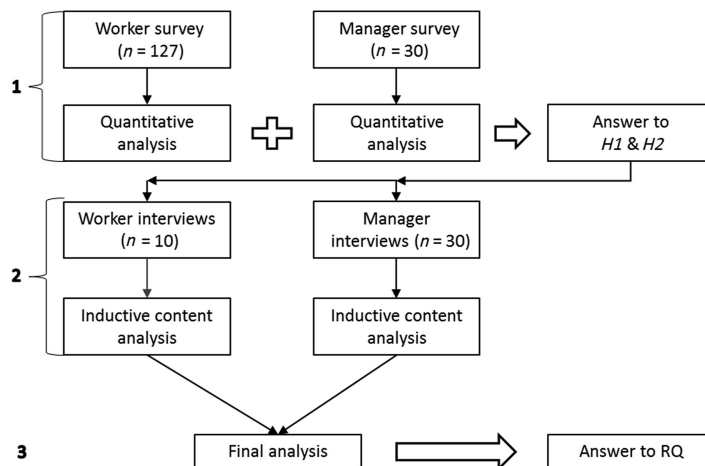 1
Worker survey
(n = 127)
Manager survey
(n = 30)
Quantitative
analysis
Quantitative
analysis
Answer to
H1 & H2
2
Worker interviews
(n = 10)
Manager
interviews (n = 30)
Inductive content
analysis
Inductive content
analysis
3
Final analysis
Answer to RQ